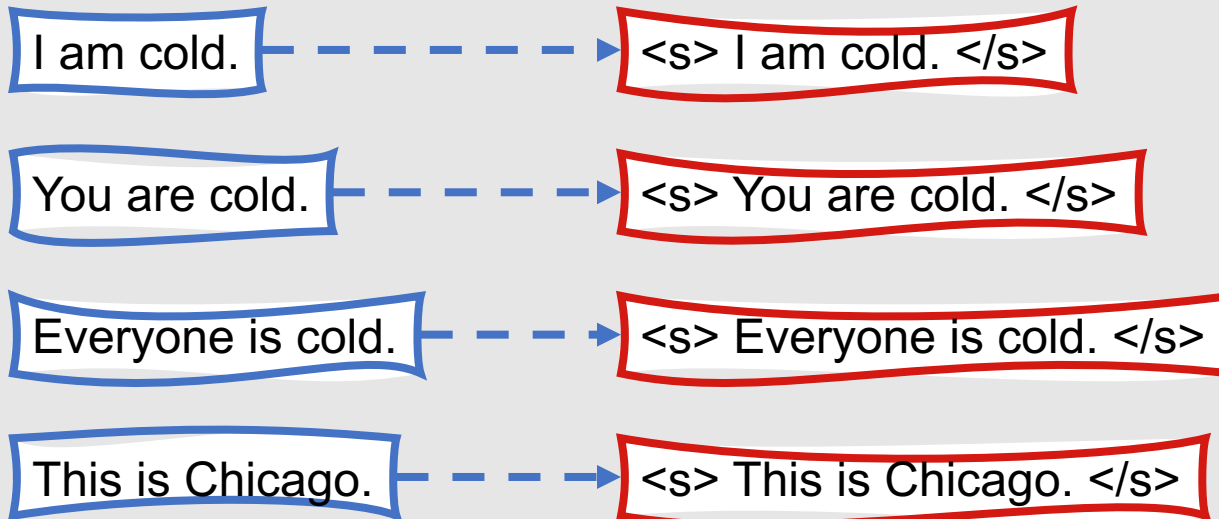 I am cold. <s> I am cold. </s>
You are cold. <s> You are cold. </s>
Everyone is cold. <s> Everyone is cold. </s>
This is Chicago. <s> This is Chicago. </s>